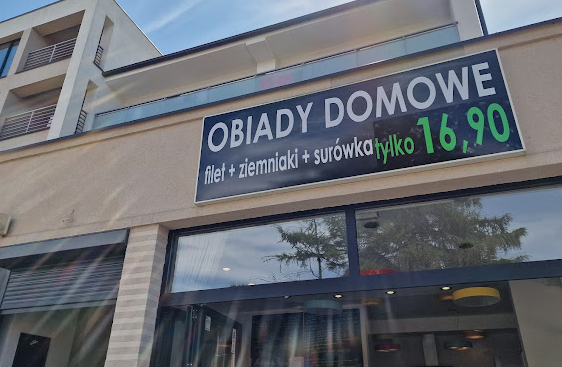 OBIADY DOMOWE
filet + ziemniaki + surówka tylko 16,90